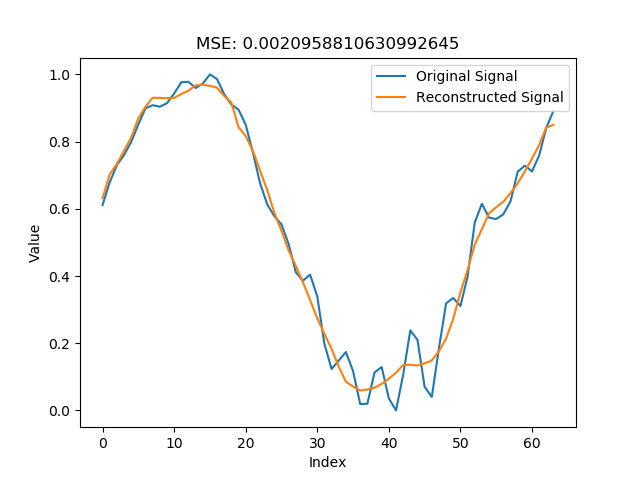 MSE: 0.0020958810630992645
Original Signal
Reconstructed Signal
1.0
0.8
0.6
0.4
0.2
0.0
Value
0 10 20 30 40 50 60
Index